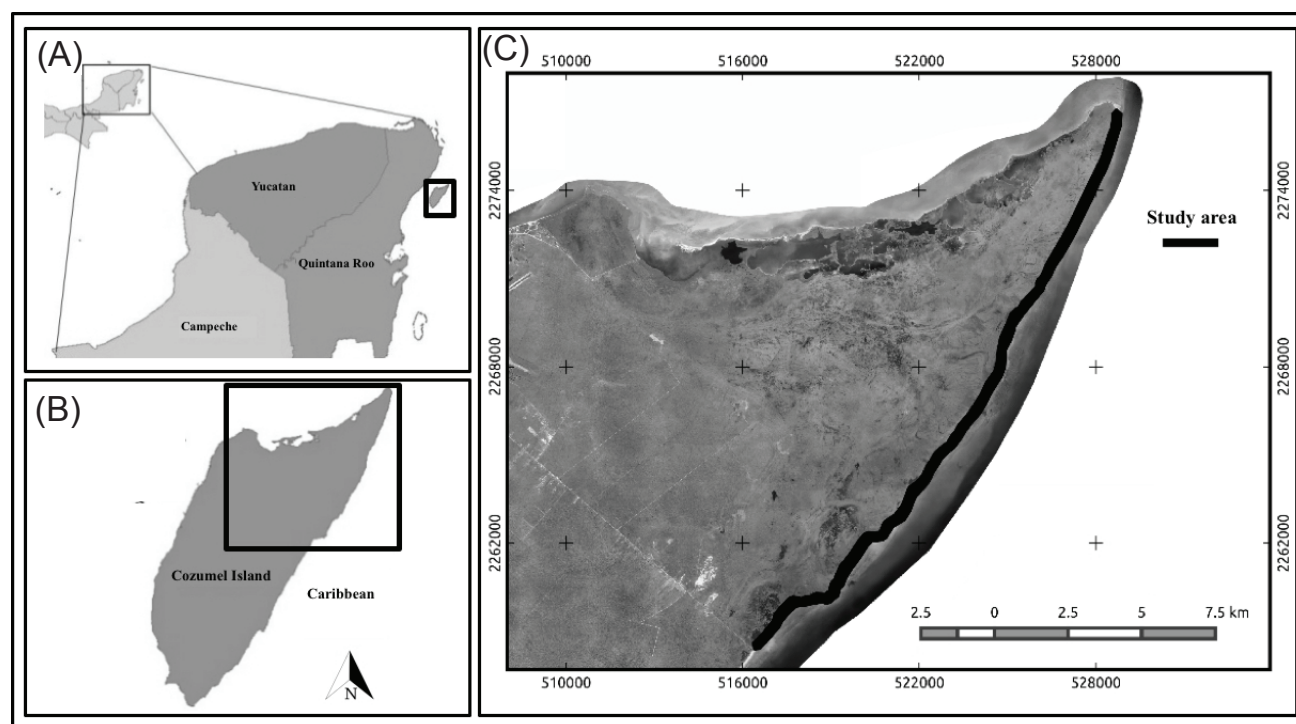 (A)
Yucatan
Quintana Roo
Campeche
(B)
Cozumel Island
Caribbean
N
(C)
510000 516000 522000 528000
2274000 2274000
Study area
2268000 2268000
2262000 2262000
2.5 0 2.5 5 7.5 km
510000 516000 522000 528000